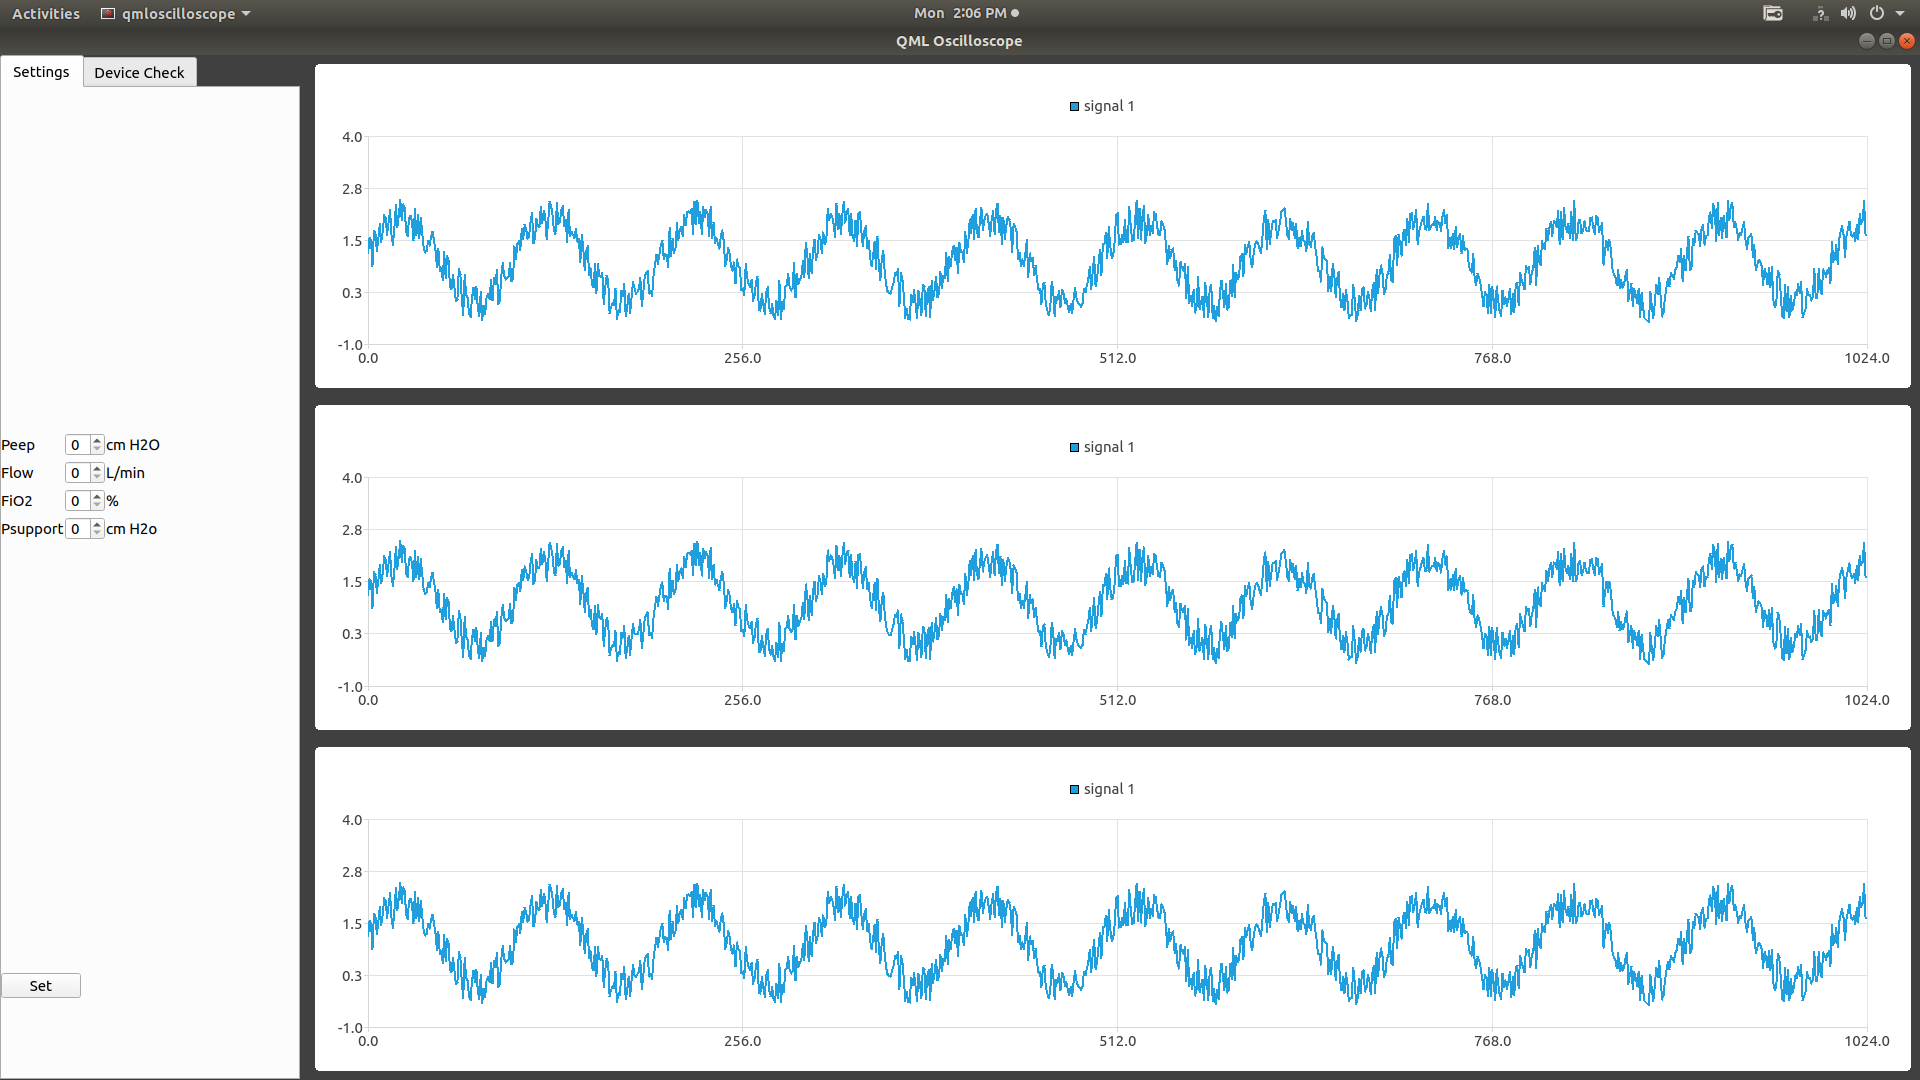 Activities qmloscilloscope Mon 2:06 PM
QML Oscilloscope
Settings Device Check
Peep 0 cm H2O
Flow 0 L/min
FiO2 0 %
Psupport 0 cm H2o
Set
signal 1
4.0
2.8
1.5
0.3
-1.0
0.0 256.0 512.0 768.0 1024.0
signal 1
4.0
2.8
1.5
0.3
-1.0
0.0 256.0 512.0 768.0 1024.0
signal 1
4.0
2.8
1.5
0.3
-1.0
0.0 256.0 512.0 768.0 1024.0